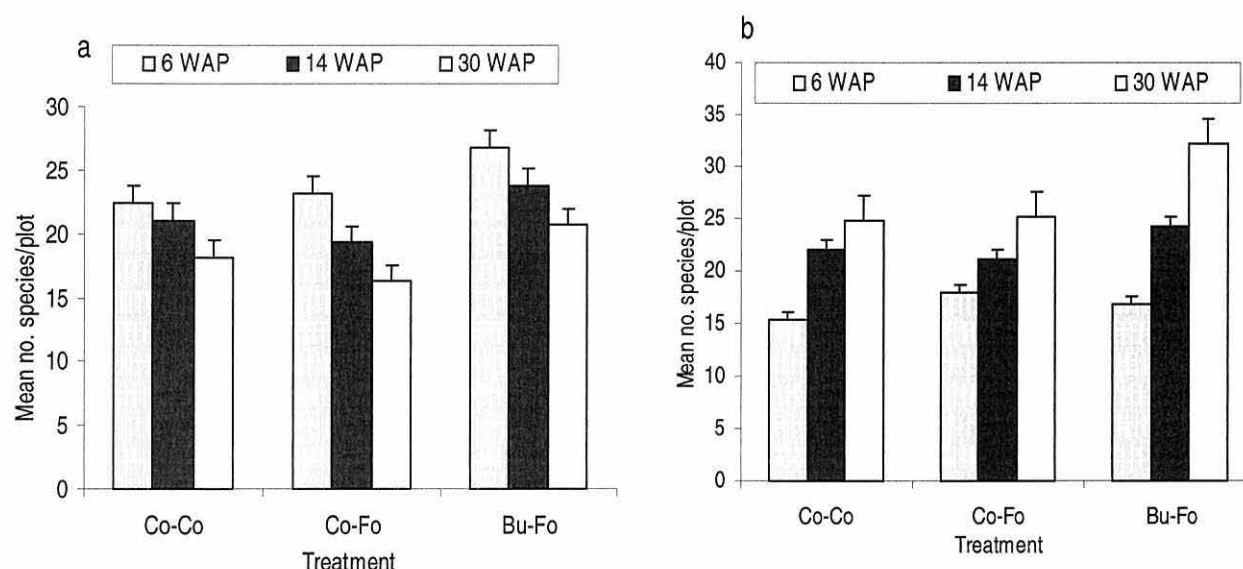 a
6 WAP 14 WAP 30 WAP
30
25
20
15
10
5
0
Mean no. species/plot
Co-Co Co-Fo Bu-Fo
Treatment
b
40
6 WAP 14 WAP 30 WAP
35
30
25
20
15
10
5
0
Mean no. species/plot
Co-Co Co-Fo Bu-Fo
Treatment